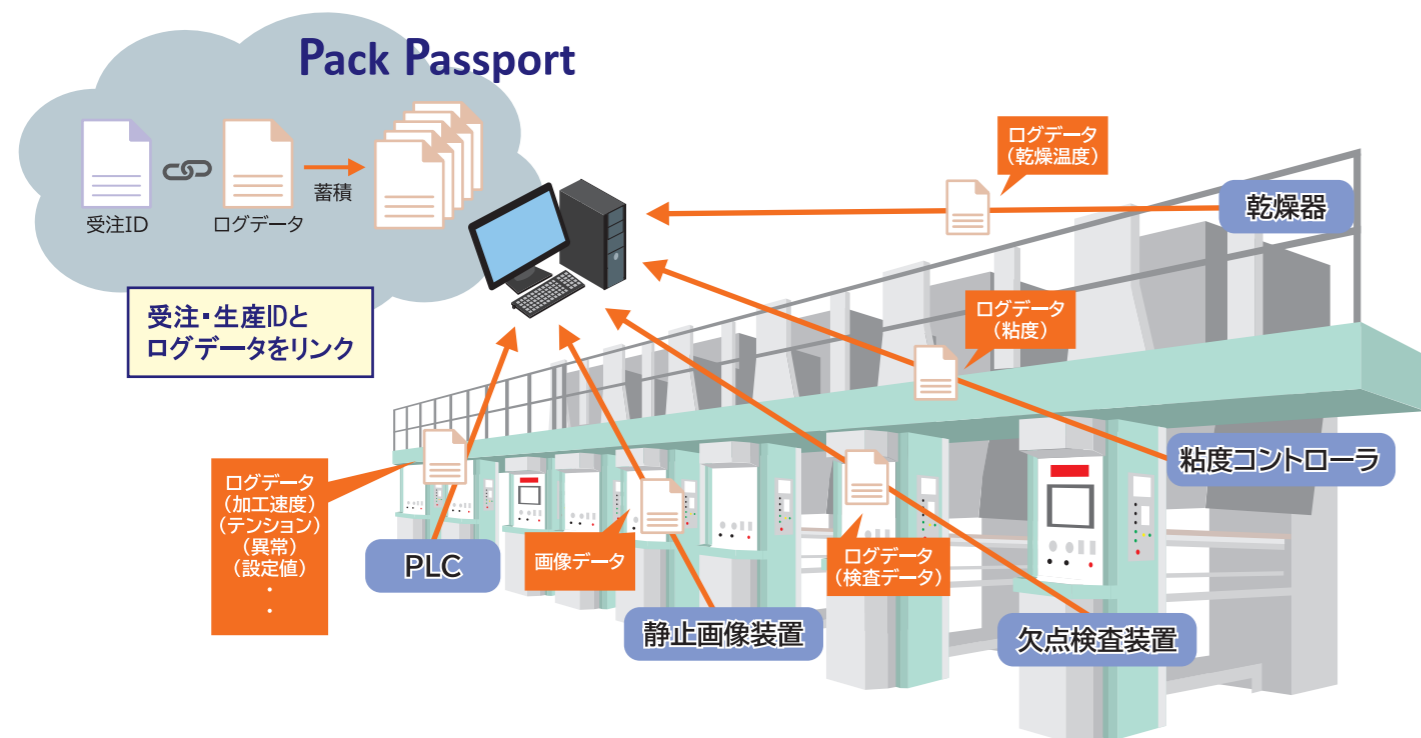 Pack Passport
受注ID
ログデータ
蓄積
受注・生産IDと
ログデータをリンク
ログデータ
（乾燥温度）
乾燥器
ログデータ
（粘度）
粘度コントローラ
ログデータ
（加工速度）
（テンション）
（異常）
（設定値）
・
・
PLC
画像データ
静止画像装置
ログデータ
（検査データ）
欠点検査装置